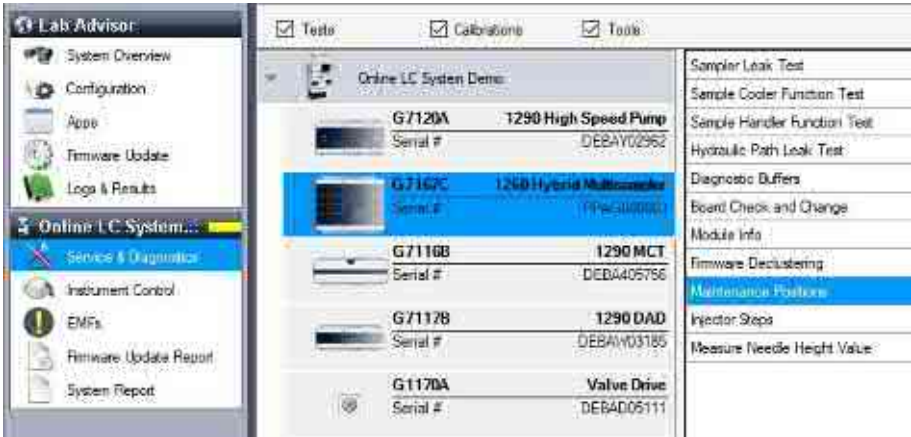 Lab Advisor
System Overview
Configuration
Apps
Firmware Update
Logs & Results
Online LC System...
Service & Diagnostics
Instrument Control
EMFs
Firmware Update Report
System Report
Tests Calibrations Tools
Online LC System Demo
G7120A 1290 High Speed Pump
Serial # DEBAY02962
G7167C 1260 Hybrid Multisampler
Serial #
G7116B 1290 MCT
Serial # DEBA405756
G7117B 1290 DAD
Serial # DEBAW03185
G1170A Valve Drive
Serial # DEBAD05111
Sampler Leak Test
Sample Cooler Function Test
Sample Handler Function Test
Hydraulic Path Leak Test
Diagnostic Buffers
Board Check and Change
Module Info
Firmware Declustering
Maintenance Positions
Injector Steps
Measure Needle Height Value